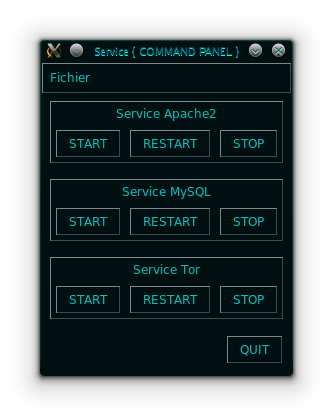 Service { COMMAND PANEL }
Fichier
Service Apache2
START RESTART STOP
Service MySQL
START RESTART STOP
Service Tor
START RESTART STOP
QUIT